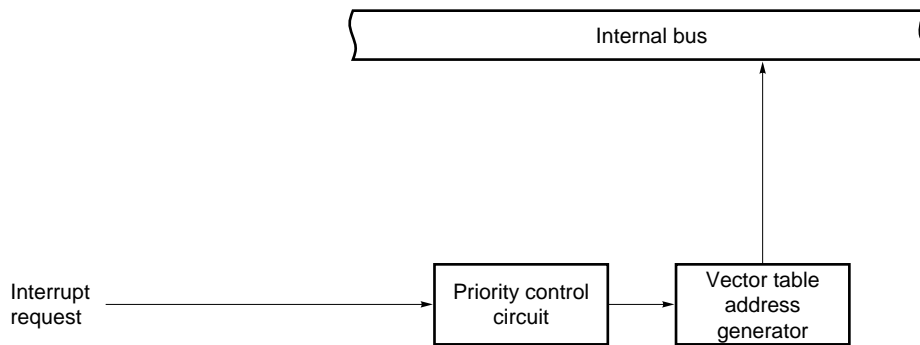 Internal bus
Interrupt
request
Priority control
circuit
Vector table
address
generator